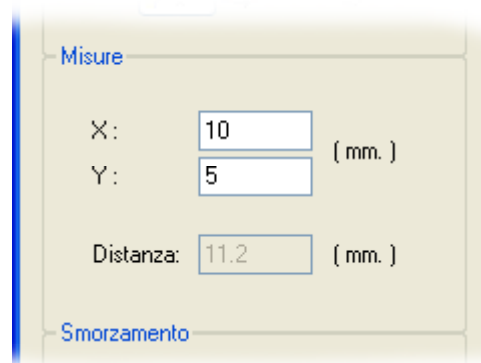 Misure
X: 10
( mm. )
Y: 5
Distanza: 11.2 ( mm. )
Smorzamento